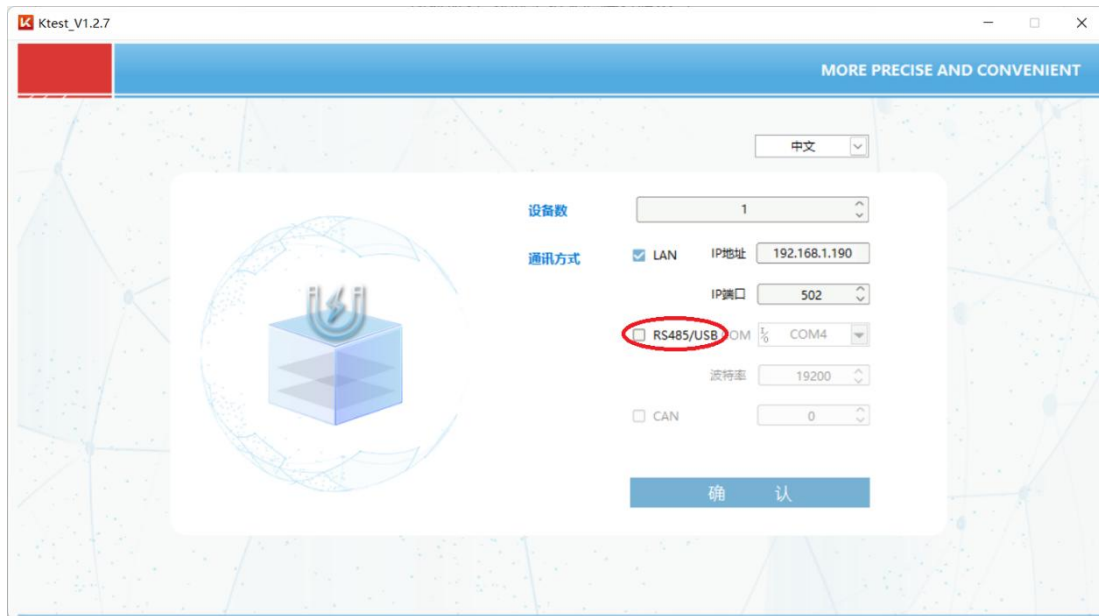 Ktest_V1.2.7
MORE PRECISE AND CONVENIENT
中文
设备数 1
通讯方式 LAN IP地址 192.168.1.190
IP端口 502
RS485/USB COM4
波特率 19200
CAN 0
确 认